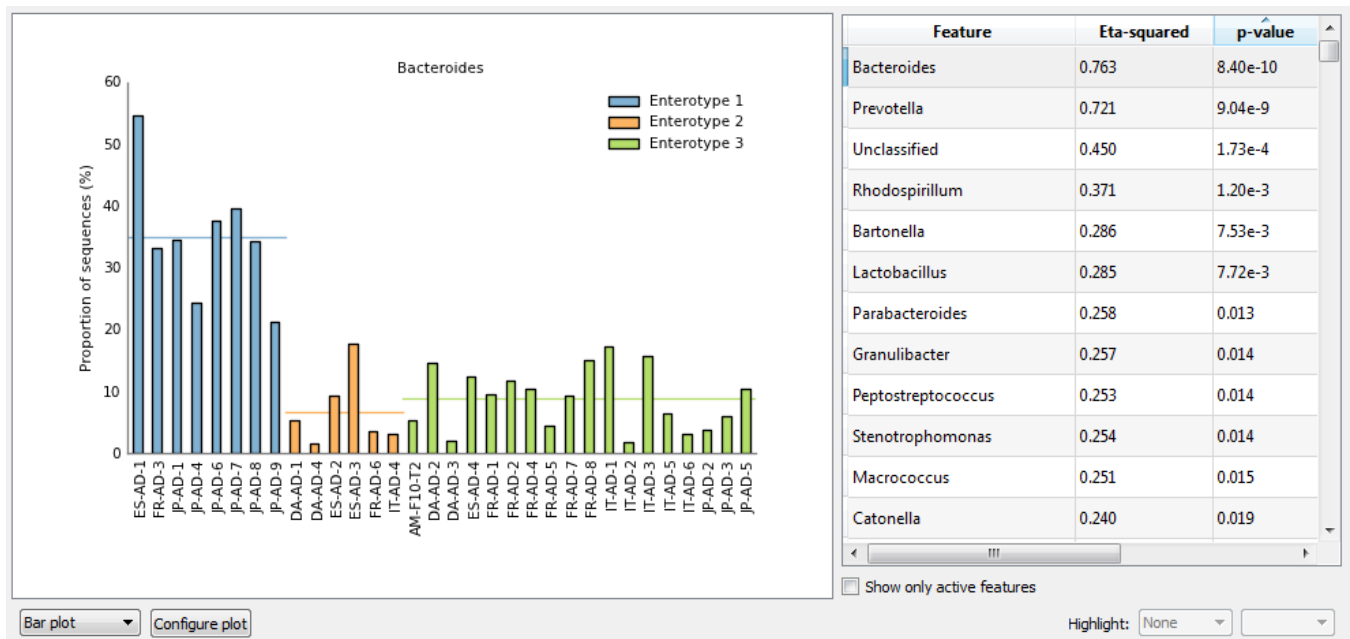 Bacteroides
60
50
40
30
20
10
0
Proportion of sequences (%)
Enterotype 1
Enterotype 2
Enterotype 3
ES-AD-1
FR-AD-3
JP-AD-1
JP-AD-4
JP-AD-6
JP-AD-7
JP-AD-8
JP-AD-9
DA-AD-1
DA-AD-4
ES-AD-2
ES-AD-3
FR-AD-6
IT-AD-4
AM-F10-T2
DA-AD-2
DA-AD-3
ES-AD-4
FR-AD-1
FR-AD-2
FR-AD-4
FR-AD-5
FR-AD-7
FR-AD-8
IT-AD-1
IT-AD-2
IT-AD-3
IT-AD-5
IT-AD-6
JP-AD-2
JP-AD-3
JP-AD-5
Feature Eta-squared p-value
Bacteroides 0.763 8.40e-10
Prevotella 0.721 9.04e-9
Unclassified 0.450 1.73e-4
Rhodospirillum 0.371 1.20e-3
Bartonella 0.286 7.53e-3
Lactobacillus 0.285 7.72e-3
Parabacteroides 0.258 0.013
Granulibacter 0.257 0.014
Peptostreptococcus 0.253 0.014
Stenotrophomonas 0.254 0.014
Macrococcus 0.251 0.015
Catonella 0.240 0.019
Show only active features
Bar plot Configure plot Highlight: None